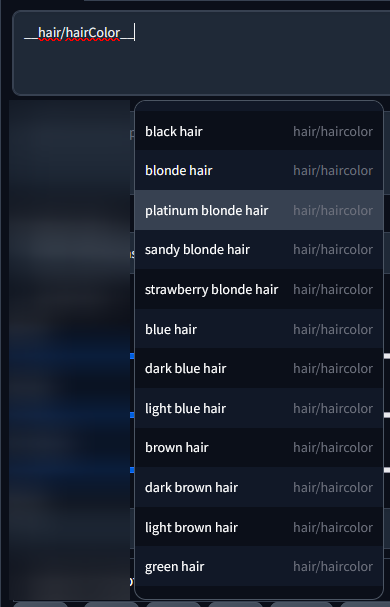 __hair/hairColor__
black hair hair/haircolor
blonde hair hair/haircolor
platinum blonde hair hair/haircolor
sandy blonde hair hair/haircolor
strawberry blonde hair hair/haircolor
blue hair hair/haircolor
dark blue hair hair/haircolor
light blue hair hair/haircolor
brown hair hair/haircolor
dark brown hair hair/haircolor
light brown hair hair/haircolor
green hair hair/haircolor